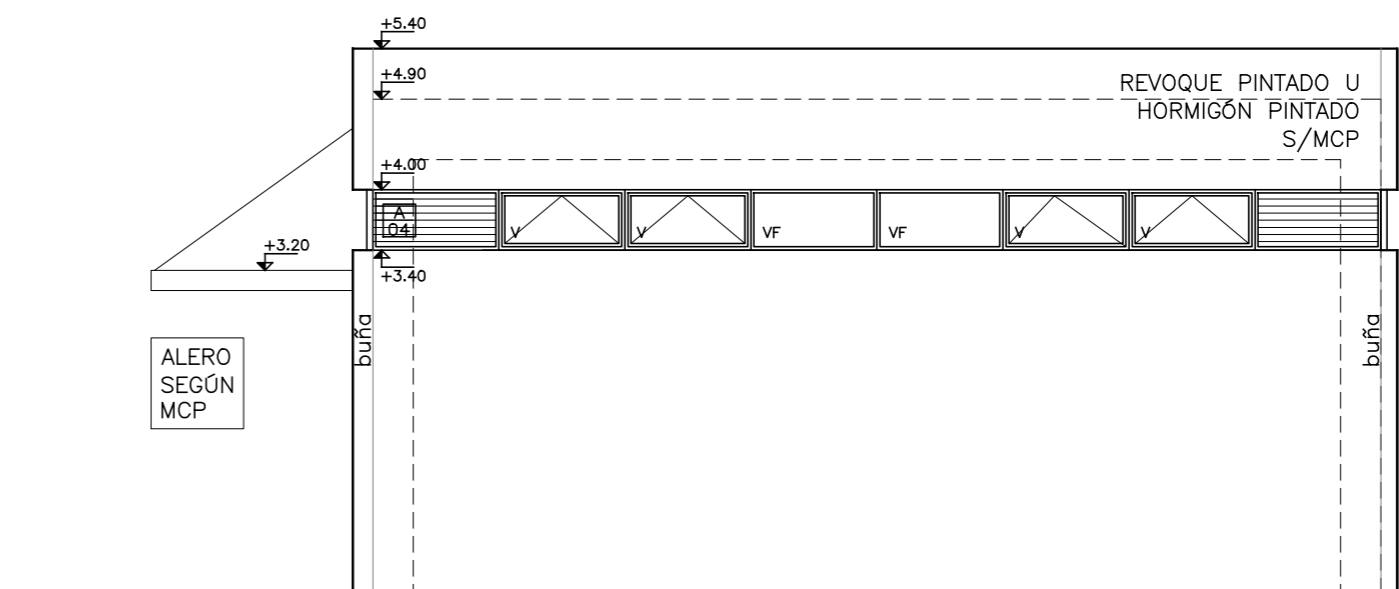 +5.40
+4.90
REVOQUE PINTADO U
HORMIGÓN PINTADO
S/MCP
+4.00
A
04
V
V
VF
VF
V
V
+3.20
+3.40
buña
buña
ALERO
SEGÚN
MCP